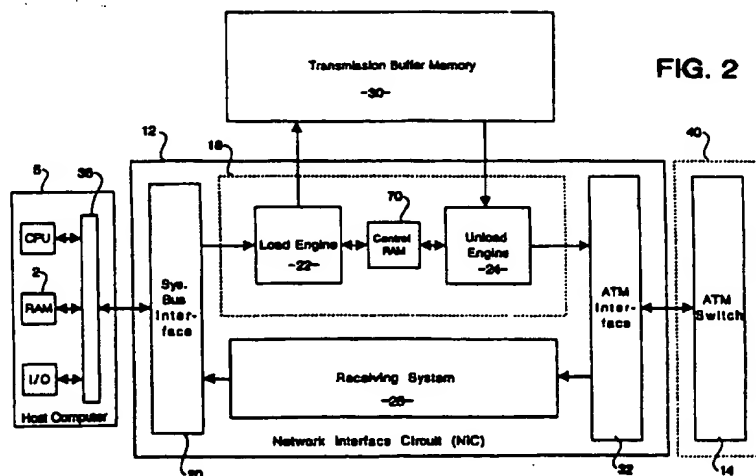 FIG. 2
Transmission Buffer Memory
-30-
12
18
40
5
36
70
CPU
Load Engine
-22-
Control
RAM
Unload
Engine
-24-
2
RAM
Sys.
Bus
Inter-
face
ATM
Inter-
face
ATM
Switch
I/O
Receiving System
Host Computer
Network Interface Circuit (NIC)
32
14